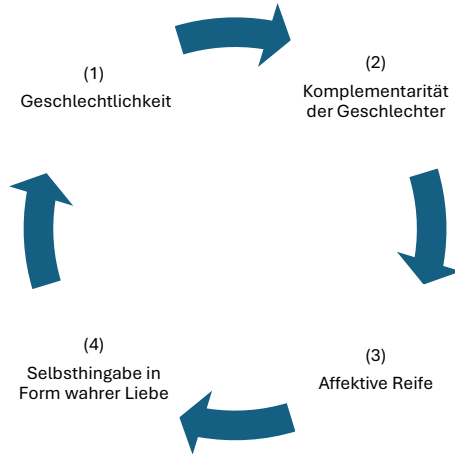 (1)
Geschlechtlichkeit
(2)
Komplementarität
der Geschlechter
(3)
Affektive Reife
(4)
Selbsthingabe in
Form wahrer Liebe